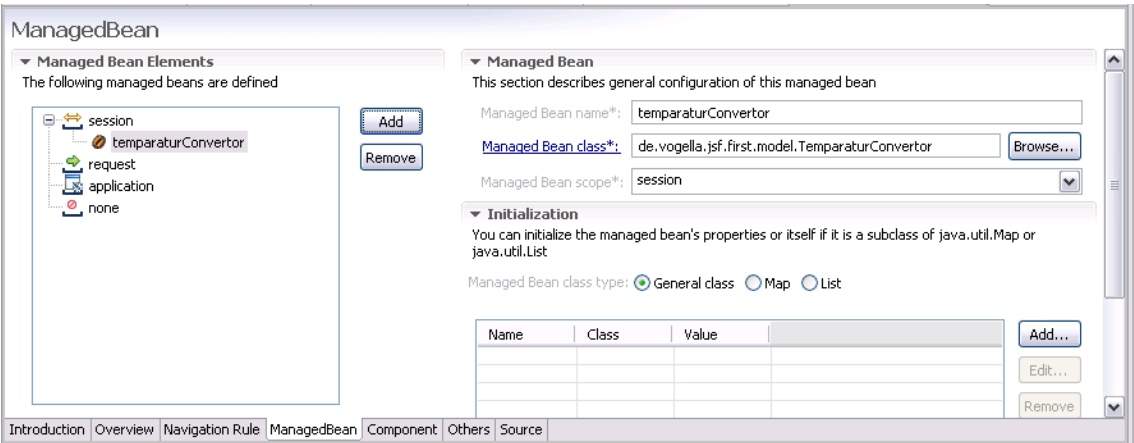 ManagedBean
Managed Bean Elements
The following managed beans are defined
session
temparaturConvertor
request
application
none
Add
Remove
Managed Bean
This section describes general configuration of this managed bean
Managed Bean name*: temparaturConvertor
Managed Bean class*: de.vogella.jsf.first.model.TemparaturConvertor Browse...
Managed Bean scope*: session
Initialization
You can initialize the managed bean's properties or itself if it is a subclass of java.util.Map or
java.util.List
Managed Bean class type: General class Map List
Name Class Value
Add...
Edit...
Remove
Introduction Overview Navigation Rule ManagedBean Component Others Source